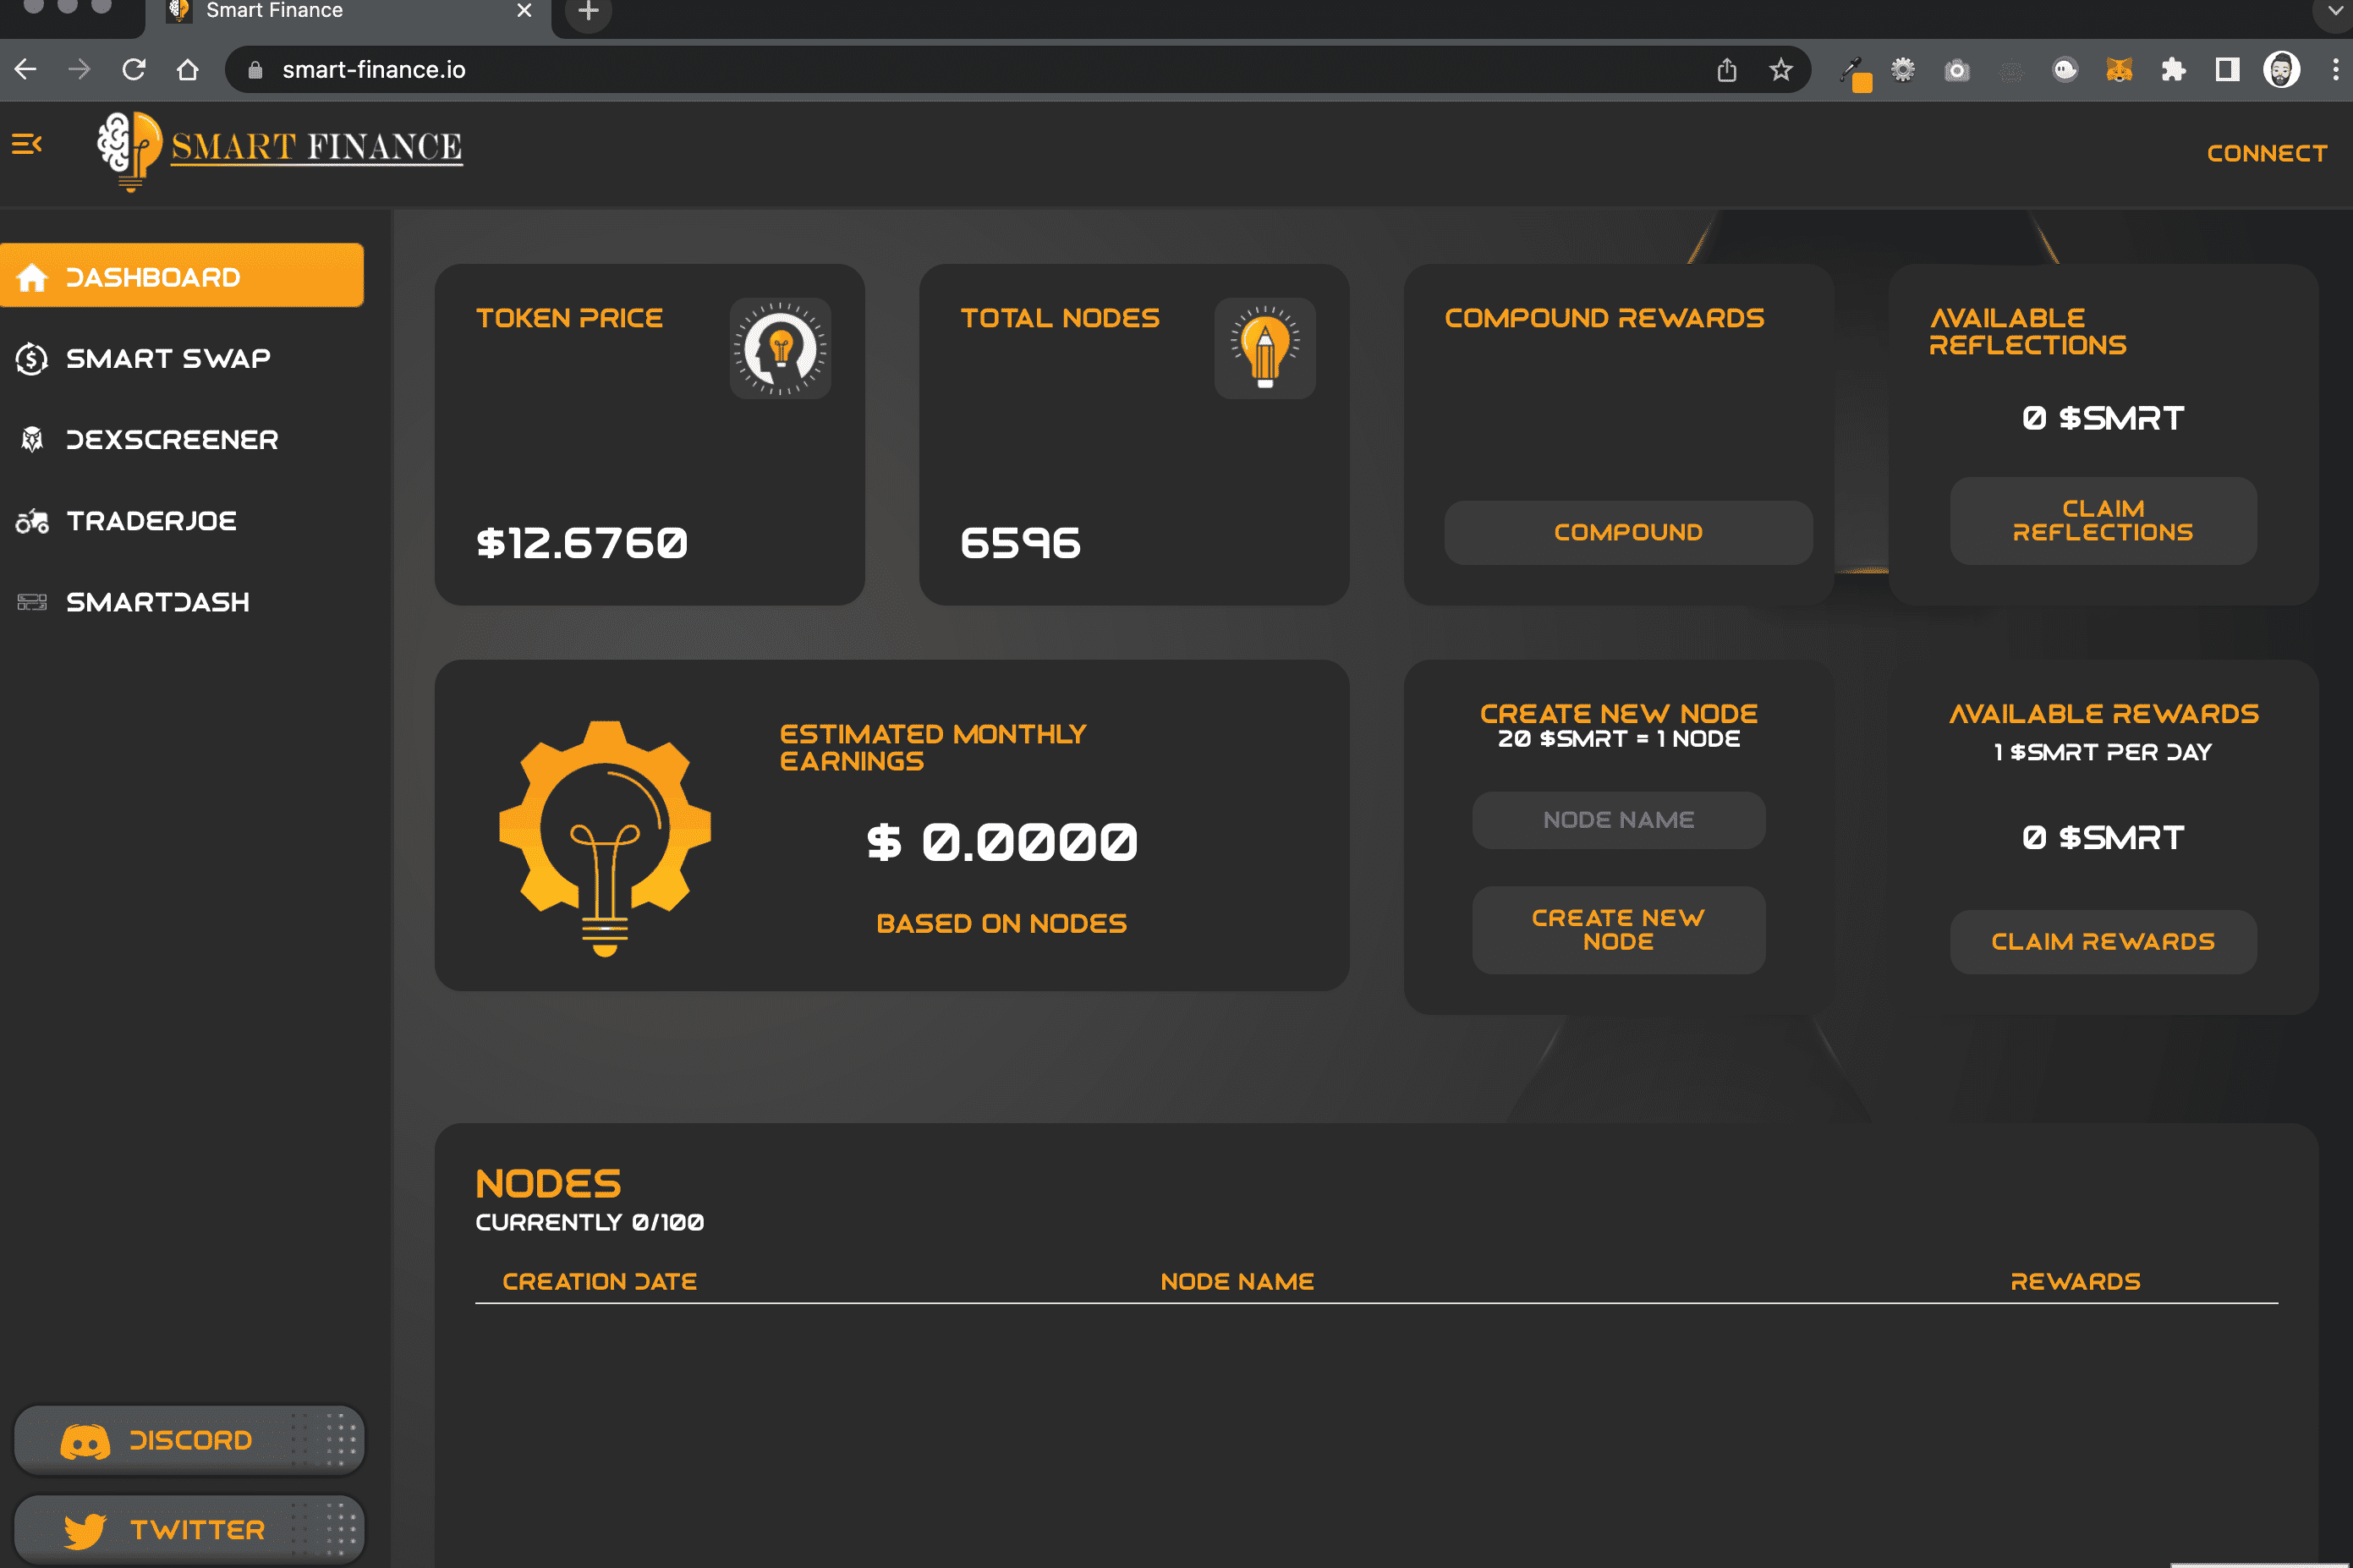 Smart Finance
smart-finance.io
SMART FINANCE
CONNECT
DASHBOARD
SMART SWAP
DEXSCREENER
TRADERJOE
SMARTDASH
DISCORD
TWITTER
TOKEN PRICE
$12.6760
TOTAL NODES
6596
COMPOUND REWARDS
COMPOUND
AVAILABLE
REFLECTIONS
0 $SMRT
CLAIM
REFLECTIONS
ESTIMATED MONTHLY
EARNINGS
$ 0.0000
BASED ON NODES
CREATE NEW NODE
20 $SMRT = 1 NODE
NODE NAME
CREATE NEW
NODE
AVAILABLE REWARDS
1 $SMRT PER DAY
0 $SMRT
CLAIM REWARDS
NODES
CURRENTLY 0/100
CREATION DATE NODE NAME REWARDS